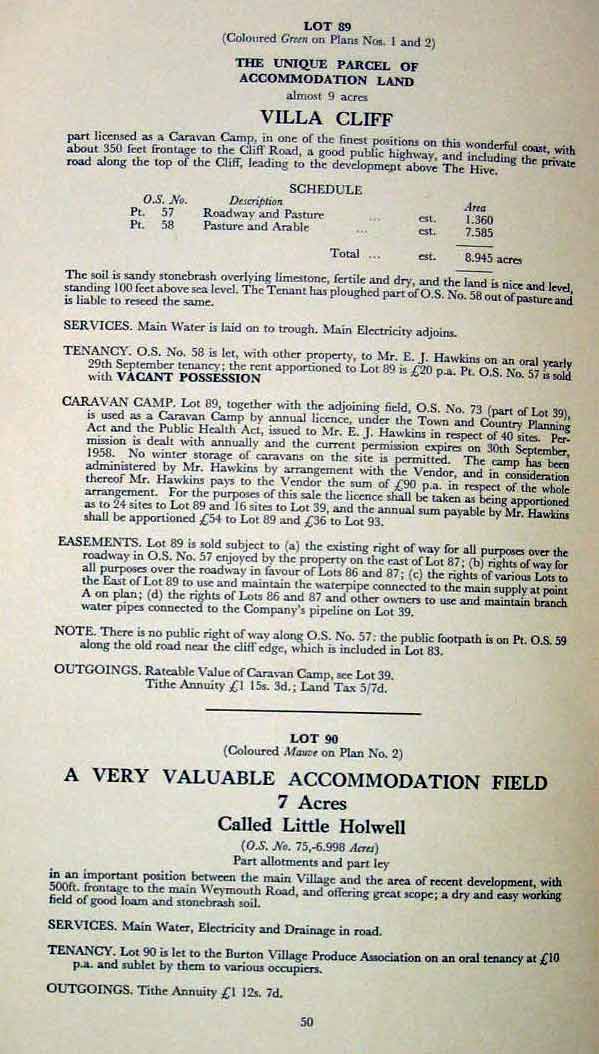 LOT 89
(Coloured Green on Plans Nos. 1 and 2)
THE UNIQUE PARCEL OF
ACCOMMODATION LAND
almost 9 acres
VILLA CLIFF
part licensed as a Caravan Camp, in one of the finest positions on this wonderful coast, with
about 350 feet frontage to the Cliff Road, a good public highway, and including the private
road along the top of the Cliff, leading to the development above The Hive.
SCHEDULE
O.S. No. Description Area
Pt. 57 Roadway and Pasture ... est. 1.360
Pt. 58 Pasture and Arable ... est. 7.585
Total ... est. 8.945 acres
The soil is sandy stonebrash overlying limestone, fertile and dry, and the land is nice and level,
standing 100 feet above sea level. The Tenant has ploughed part of O.S. No. 58 out of pasture and
is liable to reseed the same.
SERVICES. Main Water is laid on to trough. Main Electricity adjoins.
TENANCY. O.S. No. 58 is let, with other property, to Mr. E. J. Hawkins on an oral yearly
29th September tenancy; the rent apportioned to Lot 89 is £20 p.a. Pt. O.S. No. 57 is sold
with VACANT POSSESSION
CARAVAN CAMP. Lot 89, together with the adjoining field, O.S. No. 73 (part of Lot 39),
is used as a Caravan Camp by annual licence, under the Town and Country Planning
Act and the Public Health Act, issued to Mr. E. J. Hawkins in respect of 40 sites. Per-
mission is dealt with annually and the current permission expires on 30th September,
1958. No winter storage of caravans on the site is permitted. The camp has been
administered by Mr. Hawkins by arrangement with the Vendor, and in consideration
thereof Mr. Hawkins pays to the Vendor the sum of £90 p.a. in respect of the whole
arrangement. For the purposes of this sale the licence shall be taken as being apportioned
as to 24 sites to Lot 89 and 16 sites to Lot 39, and the annual sum payable by Mr. Hawkins
shall be apportioned £54 to Lot 89 and £36 to Lot 93.
EASEMENTS. Lot 89 is sold subject to (a) the existing right of way for all purposes over the
roadway in O.S. No. 57 enjoyed by the property on the east of Lot 87; (b) rights of way for
all purposes over the roadway in favour of Lots 86 and 87; (c) the rights of various Lots to
the East of Lot 89 to use and maintain the waterpipe connected to the main supply at point
A on plan; (d) the rights of Lots 86 and 87 and other owners to use and maintain branch
water pipes connected to the Company's pipeline on Lot 39.
NOTE. There is no public right of way along O.S. No. 57: the public footpath is on Pt. O.S. 59
along the old road near the cliff edge, which is included in Lot 83.
OUTGOINGS. Rateable Value of Caravan Camp, see Lot 39.
Tithe Annuity £1 15s. 3d.; Land Tax 5/7d.
LOT 90
(Coloured Mauve on Plan No. 2)
A VERY VALUABLE ACCOMMODATION FIELD
7 Acres
Called Little Holwell
(O.S. No. 75,-6.998 Acres)
Part allotments and part ley
in an important position between the main Village and the area of recent development, with
500ft. frontage to the main Weymouth Road, and offering great scope; a dry and easy working
field of good loam and stonebrash soil.
SERVICES. Main Water, Electricity and Drainage in road.
TENANCY. Lot 90 is let to the Burton Village Produce Association on an oral tenancy at £10
p.a. and sublet by them to various occupiers.
OUTGOINGS. Tithe Annuity £1 12s. 7d.
50